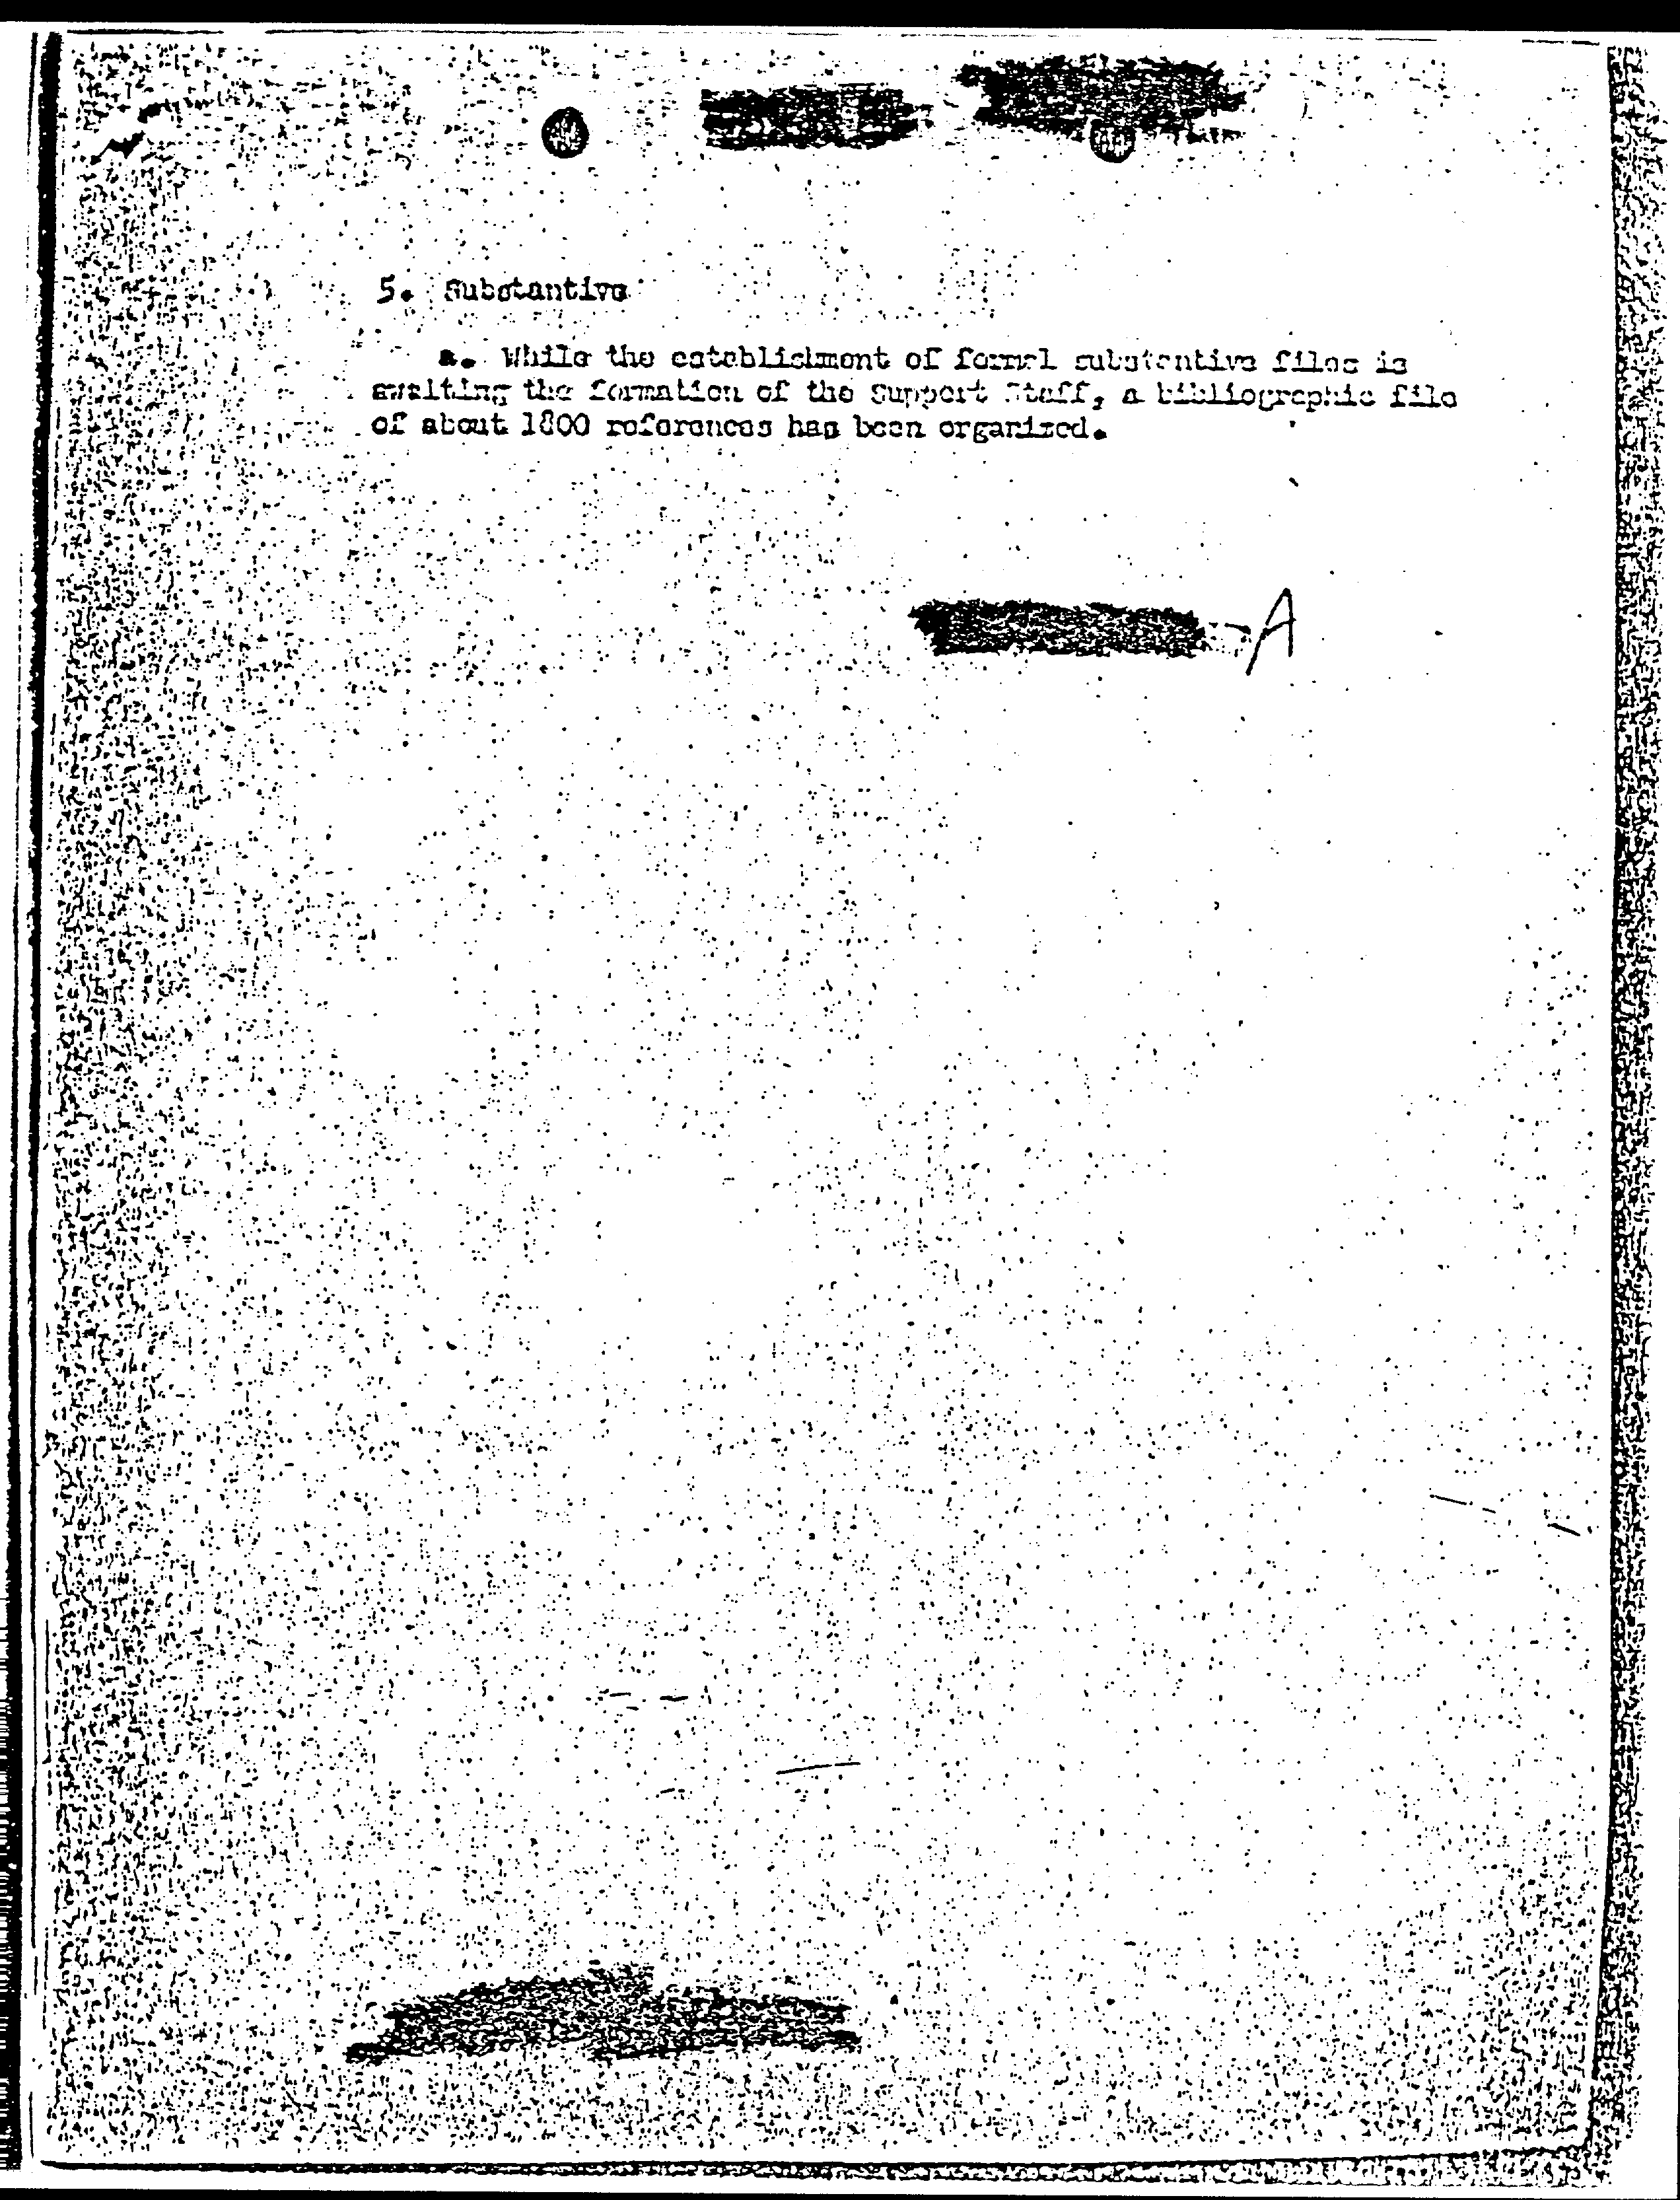 5. Substantive
a. While the establishment of formal substantive files is
awaiting the formation of the Support Staff, a bibliographic file
of about 1800 references has been organized.
A